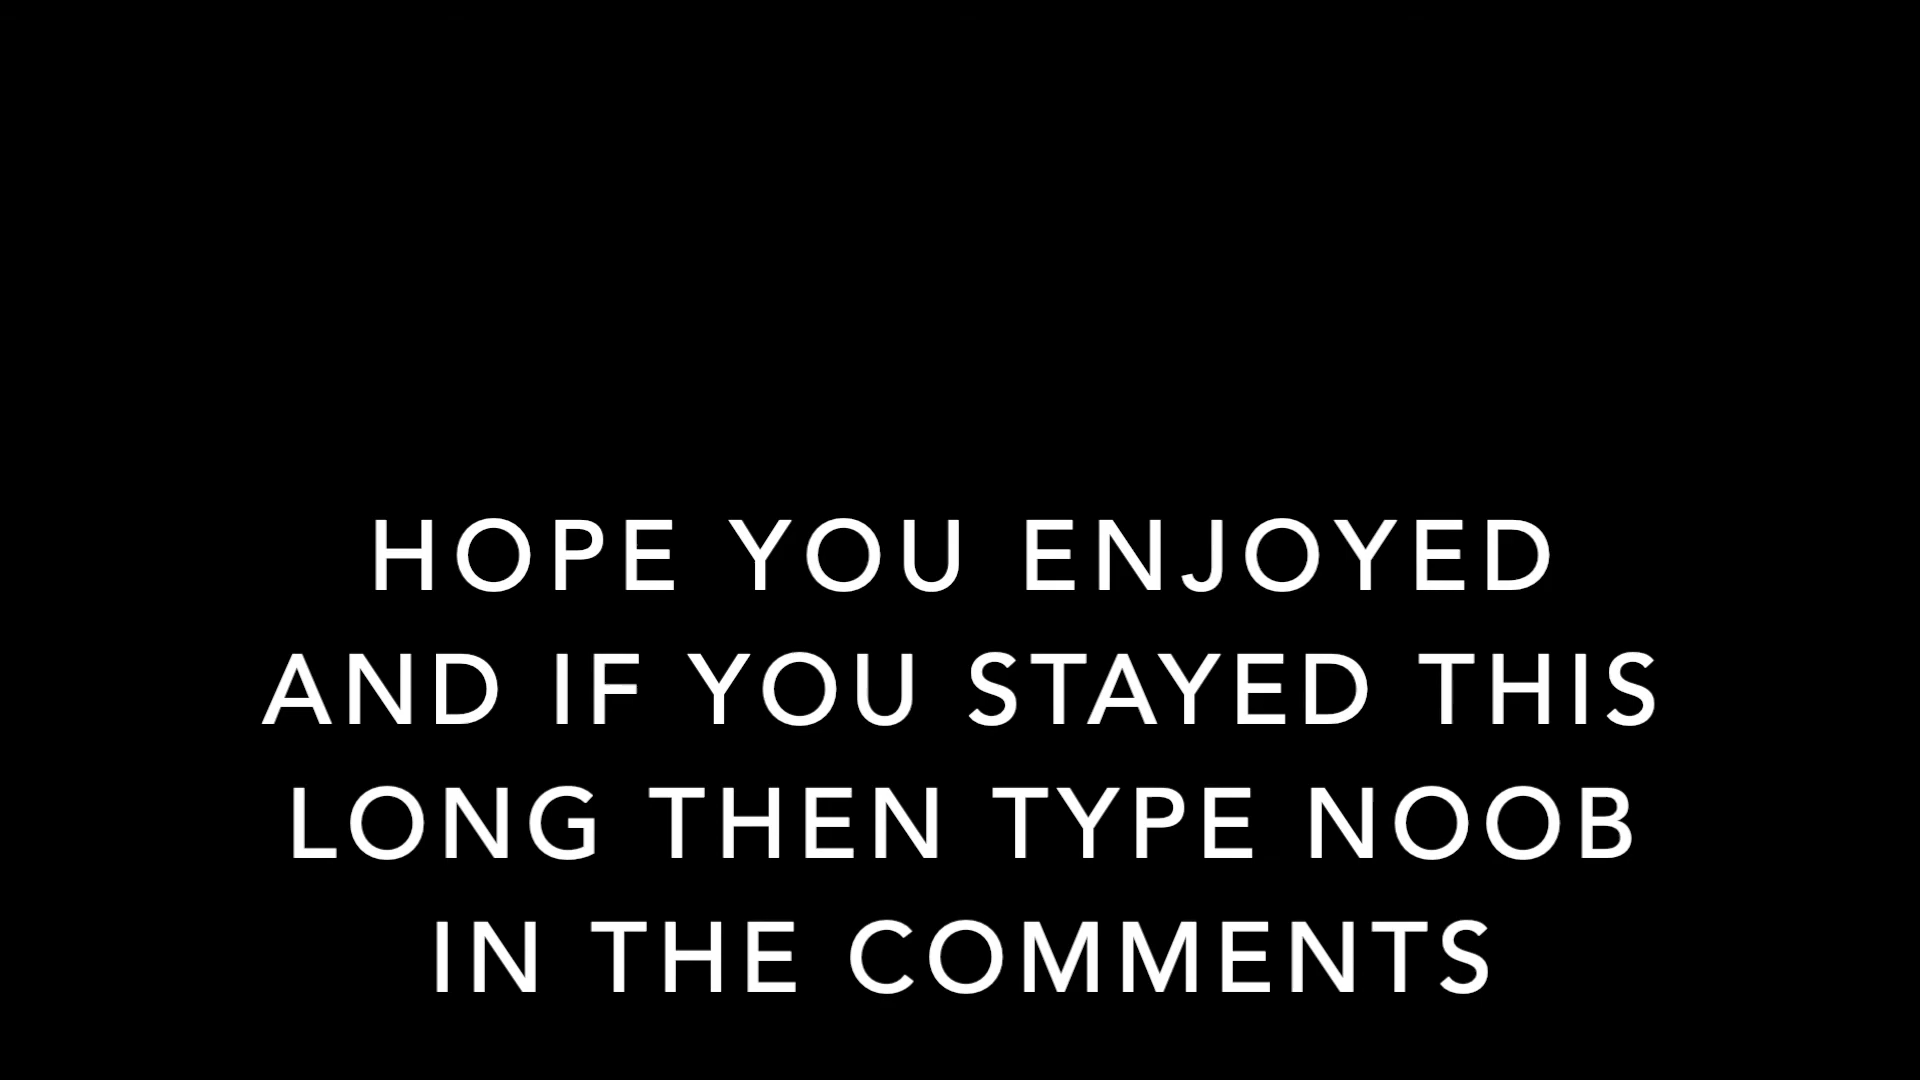 HOPE YOU ENJOYED
AND IF YOU STAYED THIS
LONG THEN TYPE NOOB
IN THE COMMENTS